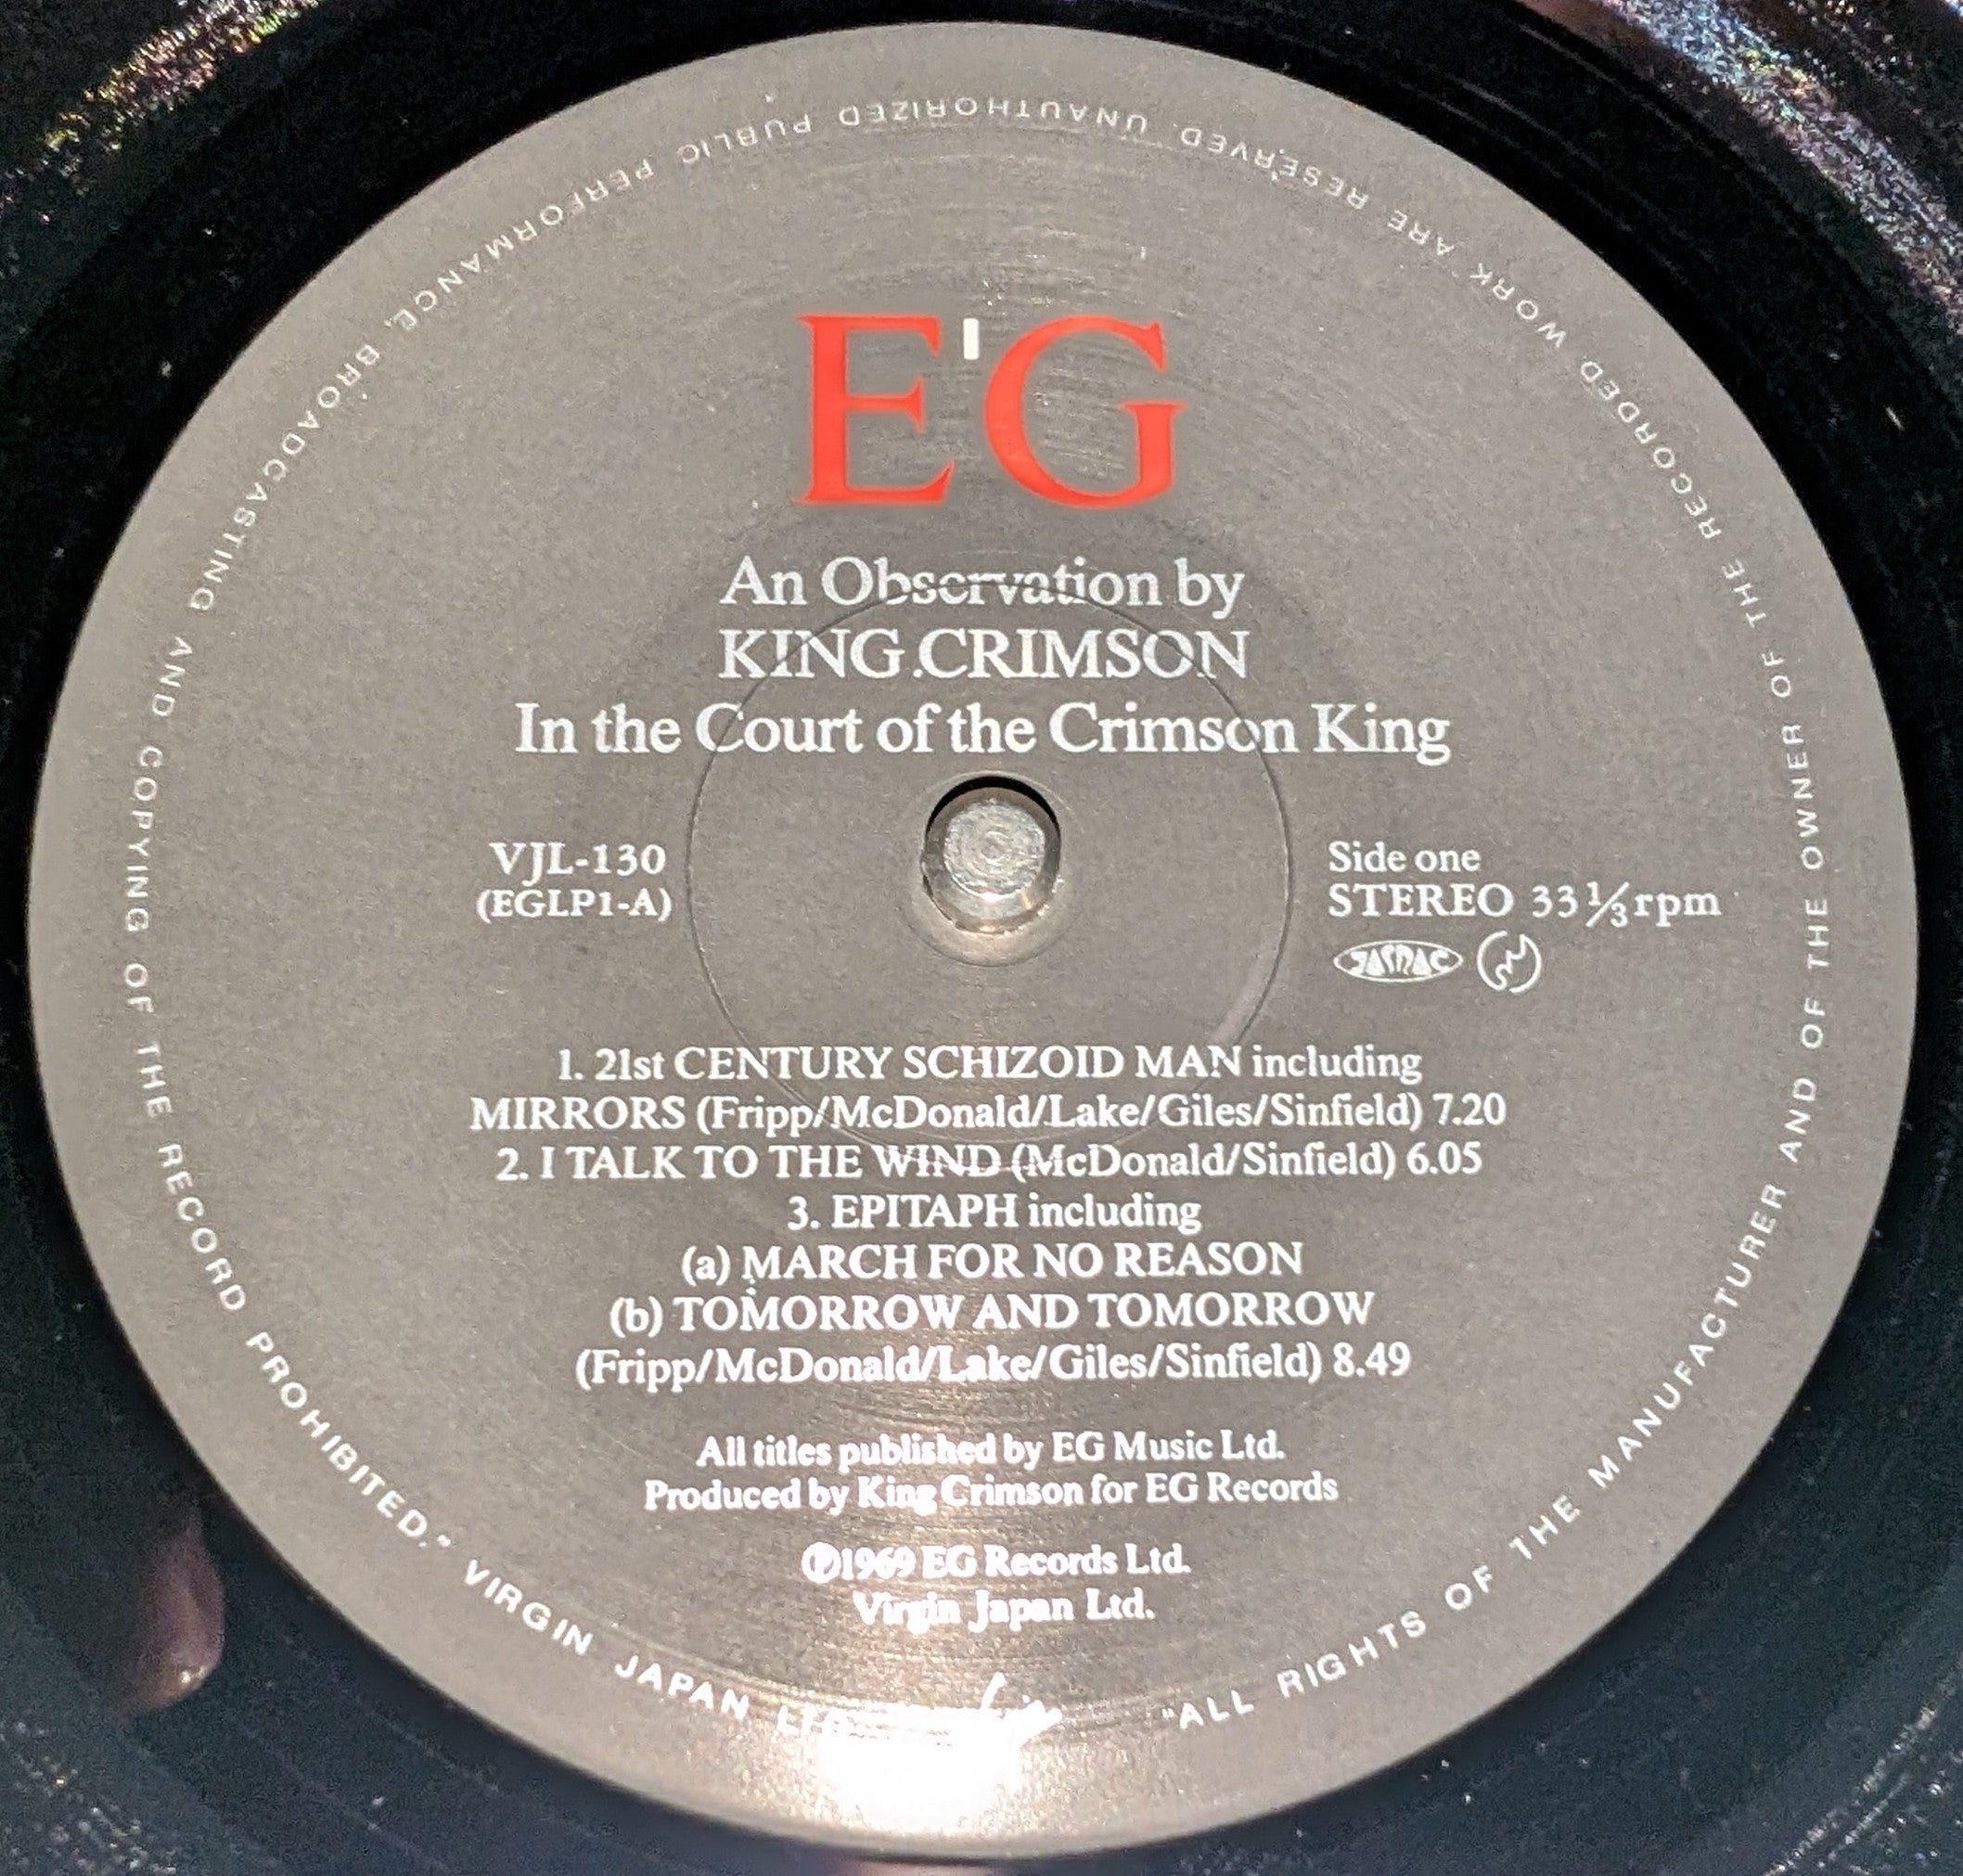 E'G
An Observation by
KING CRIMSON
In the Court of the Crimson King
VJL-130
(EGLP1-A)
Side one
STEREO 33⅓rpm
JASRAC
1. 21st CENTURY SCHIZOID MAN including
MIRRORS (Fripp/McDonald/Lake/Giles/Sinfield) 7.20
2. I TALK TO THE WIND (McDonald/Sinfield) 6.05
3. EPITAPH including
(a) MARCH FOR NO REASON
(b) TOMORROW AND TOMORROW
(Fripp/McDonald/Lake/Giles/Sinfield) 8.49
All titles published by EG Music Ltd.
Produced by King Crimson for EG Records
℗1969 EG Records Ltd.
Virgin Japan Ltd.
"ALL RIGHTS OF THE MANUFACTURER AND OF THE OWNER OF THE RECORDED WORK ARE RESERVED. UNAUTHORIZED PUBLIC PERFORMANCE, BROADCASTING AND COPYING OF THE RECORD PROHIBITED." VIRGIN JAPAN